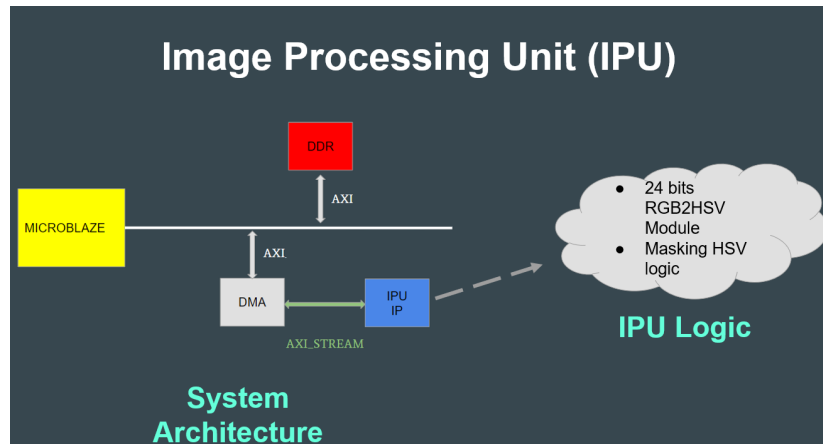 Image Processing Unit (IPU)
DDR
AXI
MICROBLAZE
AXI
DMA
IPU
IP
AXI_STREAM
● 24 bits
RGB2HSV
Module
● Masking HSV
logic
IPU Logic
System
Architecture